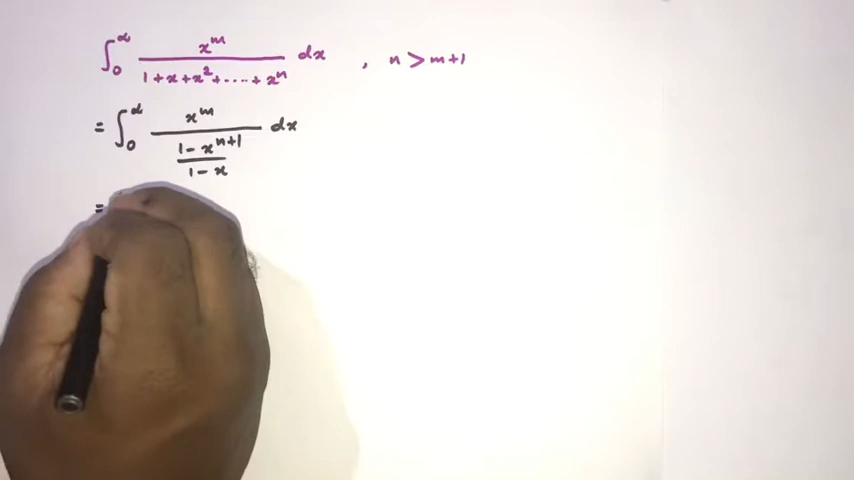 ∫₀^∝ x^m / (1+x+x²+.....+x^n) dx , n > m+1
= ∫₀^∝ x^m / ((1-x^(n+1))/(1-x)) dx
=